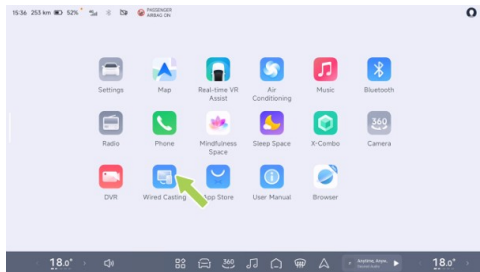 15:36 253 km 52%
PASSENGER
AIRBAG ON
Settings
Map
Real-time VR
Assist
Air
Conditioning
Music
Bluetooth
Radio
Phone
Mindfulness
Space
Sleep Space
X-Combo
360
Camera
DVR
Wired Casting
App Store
User Manual
Browser
18.0°
360
Anytime, Anyw..
18.0°